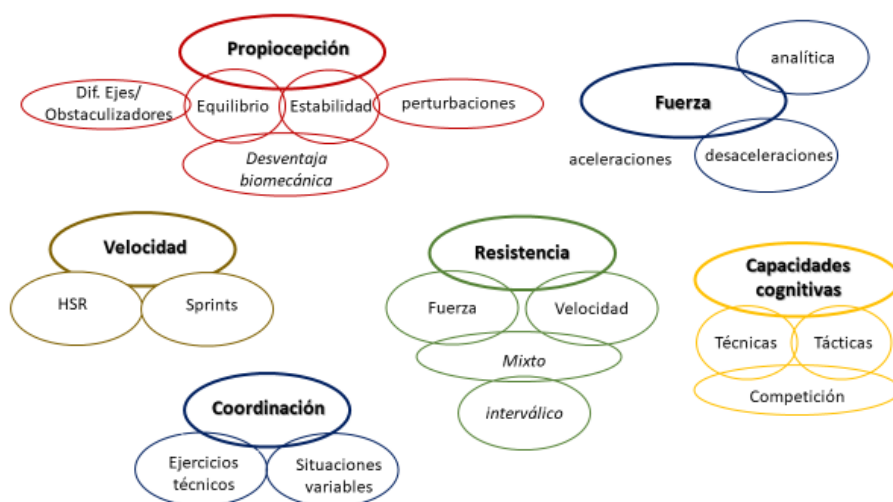 Propiocepción
Dif. Ejes/
Obstaculizadores
Equilibrio
Estabilidad
perturbaciones
Desventaja
biomecánica
analítica
Fuerza
aceleraciones
desaceleraciones
Velocidad
HSR
Sprints
Resistencia
Fuerza
Velocidad
Mixto
interválico
Capacidades
cognitivas
Técnicas
Tácticas
Competición
Coordinación
Ejercicios
técnicos
Situaciones
variables